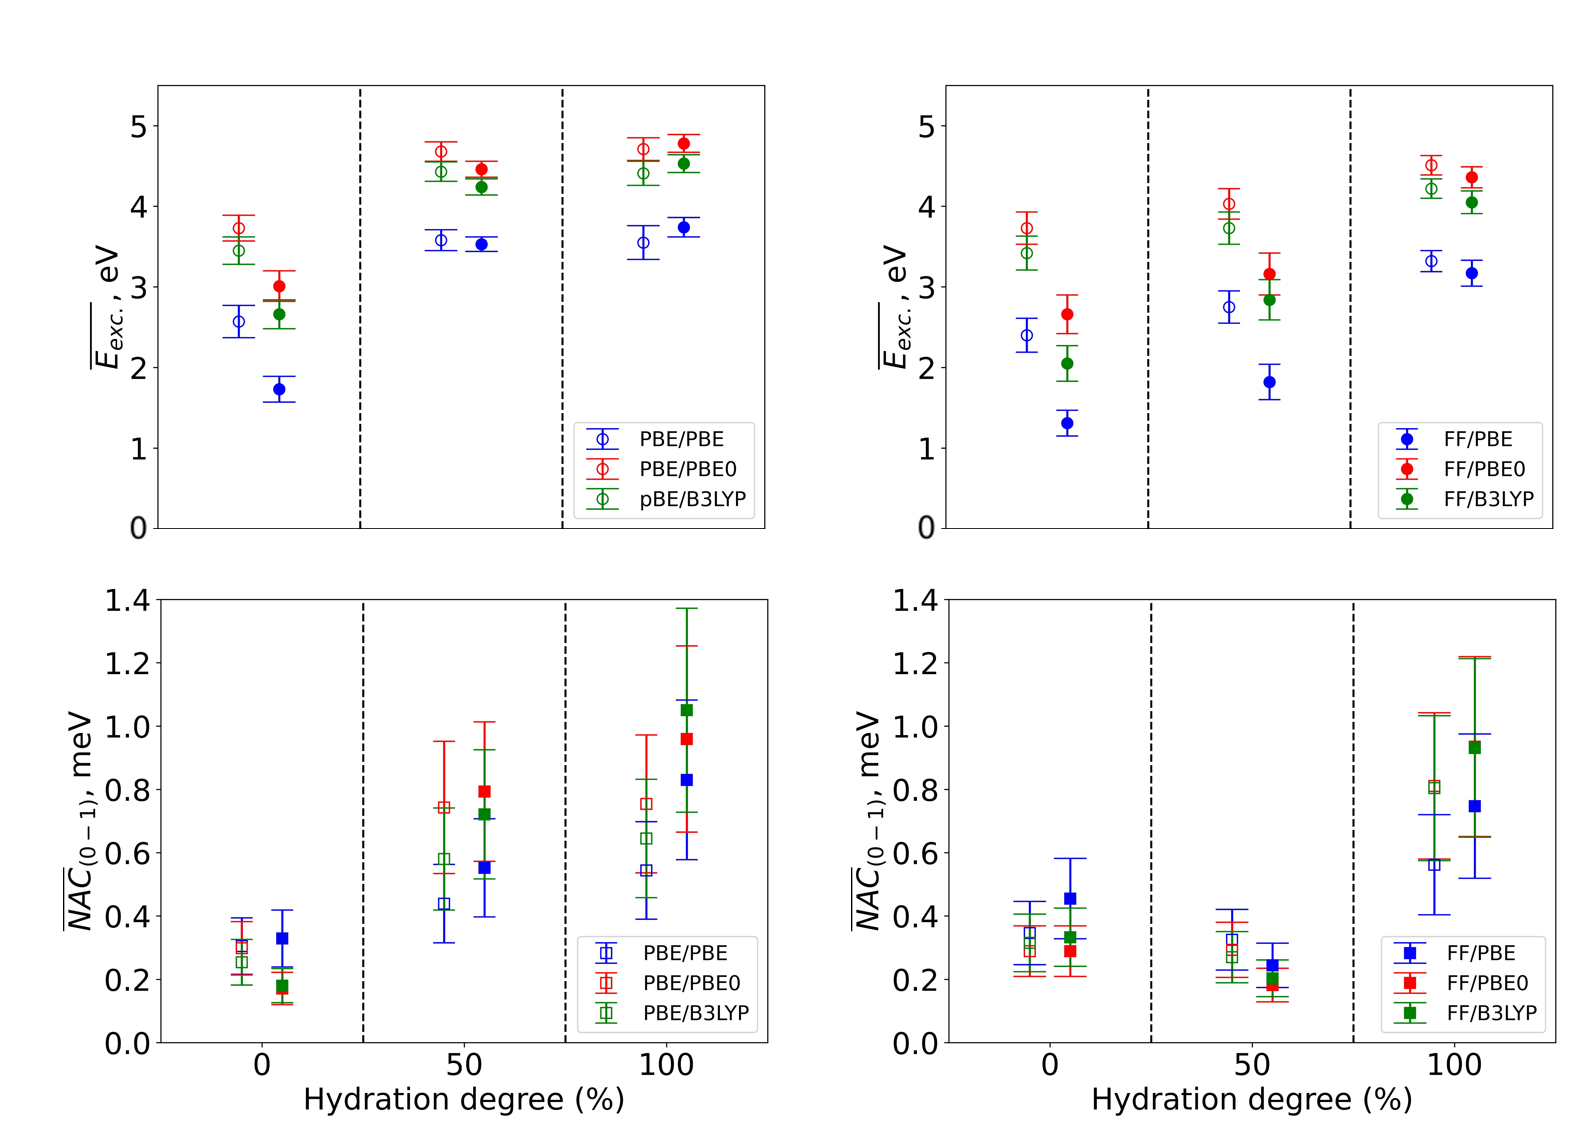 5
4
3
2
1
0
E_exc., eV
PBE/PBE
PBE/PBE0
pBE/B3LYP
5
4
3
2
1
0
E_exc., eV
FF/PBE
FF/PBE0
FF/B3LYP
1.4
1.2
1.0
0.8
0.6
0.4
0.2
0.0
NAC(0 − 1), meV
PBE/PBE
PBE/PBE0
PBE/B3LYP
0 50 100
Hydration degree (%)
1.4
1.2
1.0
0.8
0.6
0.4
0.2
0.0
NAC(0 − 1), meV
FF/PBE
FF/PBE0
FF/B3LYP
0 50 100
Hydration degree (%)